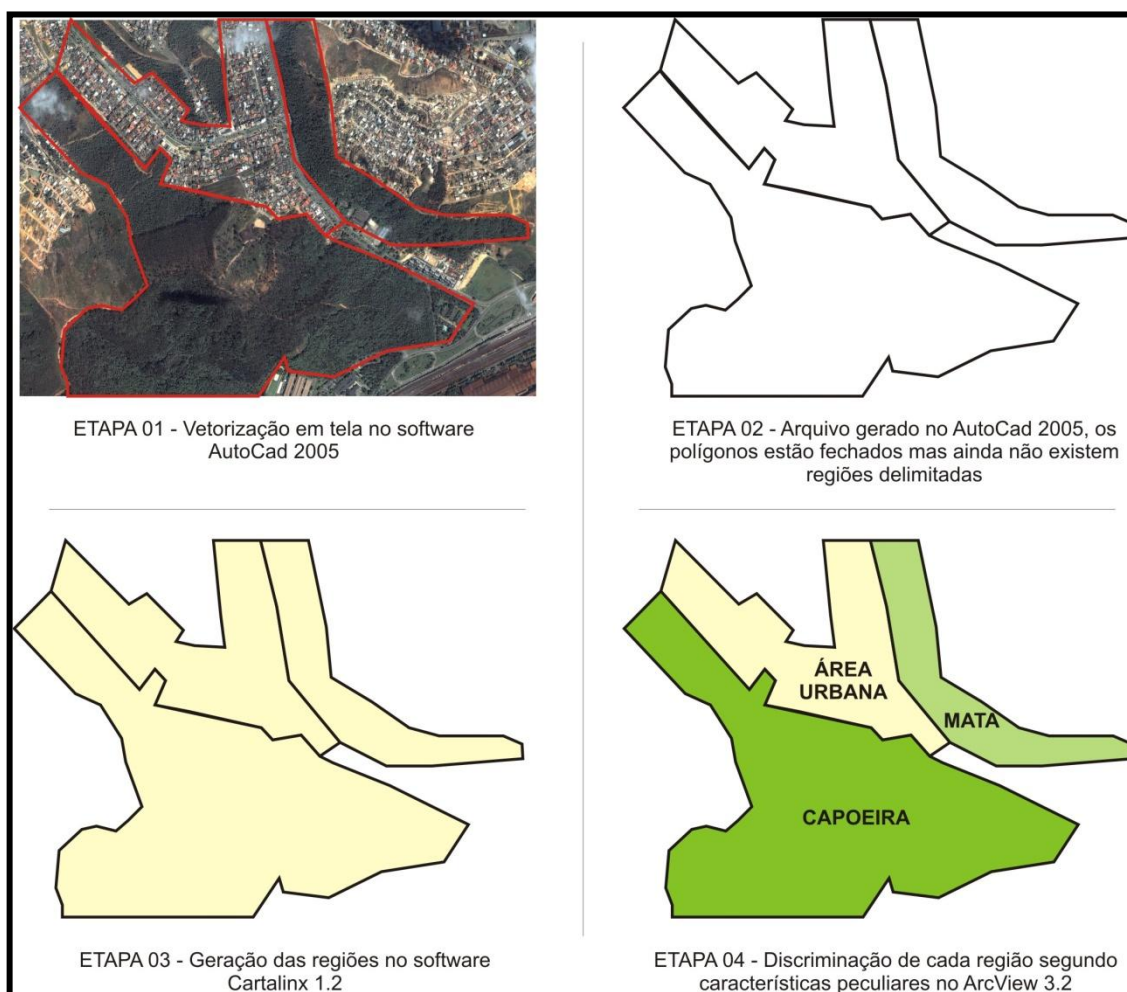 ETAPA 01 - Vetorização em tela no software
AutoCad 2005
ETAPA 02 - Arquivo gerado no AutoCad 2005, os
polígonos estão fechados mas ainda não existem
regiões delimitadas
ETAPA 03 - Geração das regiões no software
Cartalinx 1.2
ÁREA
URBANA
MATA
CAPOEIRA
ETAPA 04 - Discriminação de cada região segundo
características peculiares no ArcView 3.2